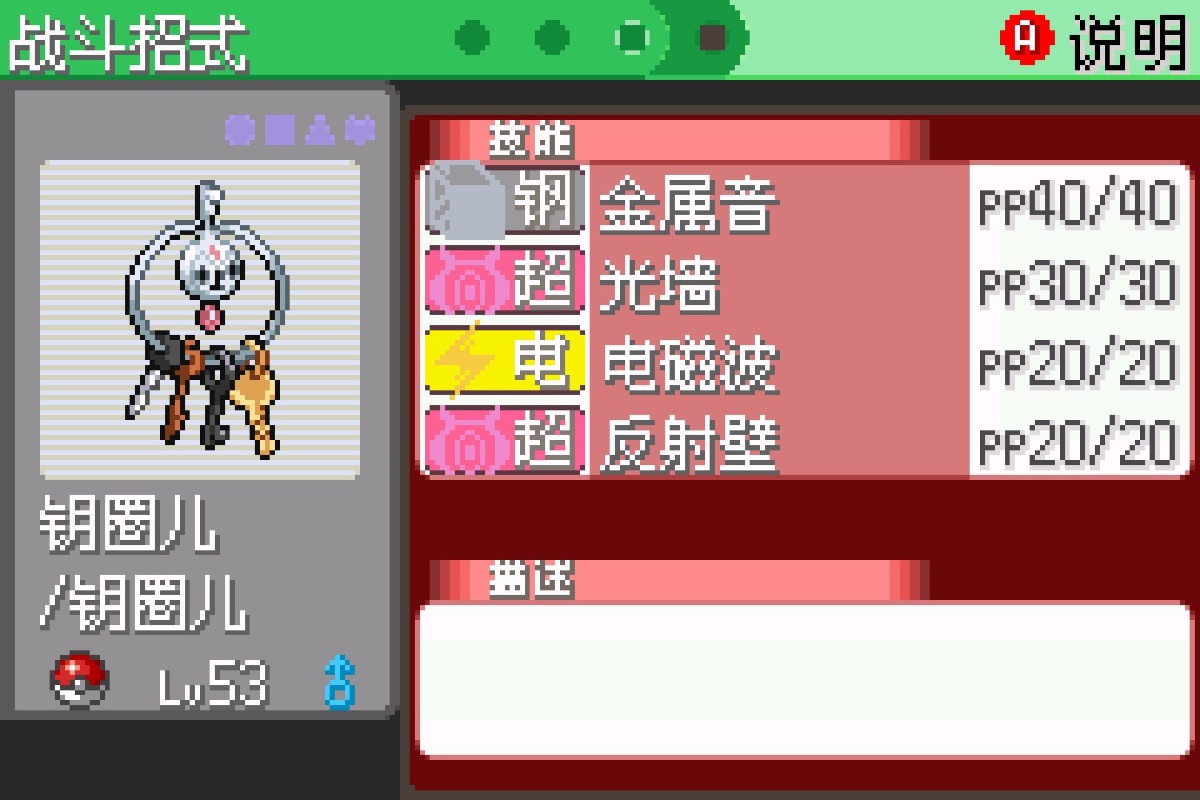 战斗招式
A 说明
技能
钢 金属音 PP40/40
超 光墙 PP30/30
电 电磁波 PP20/20
超 反射壁 PP20/20
钥圈儿
/钥圈儿
Lv53 ♂
描述